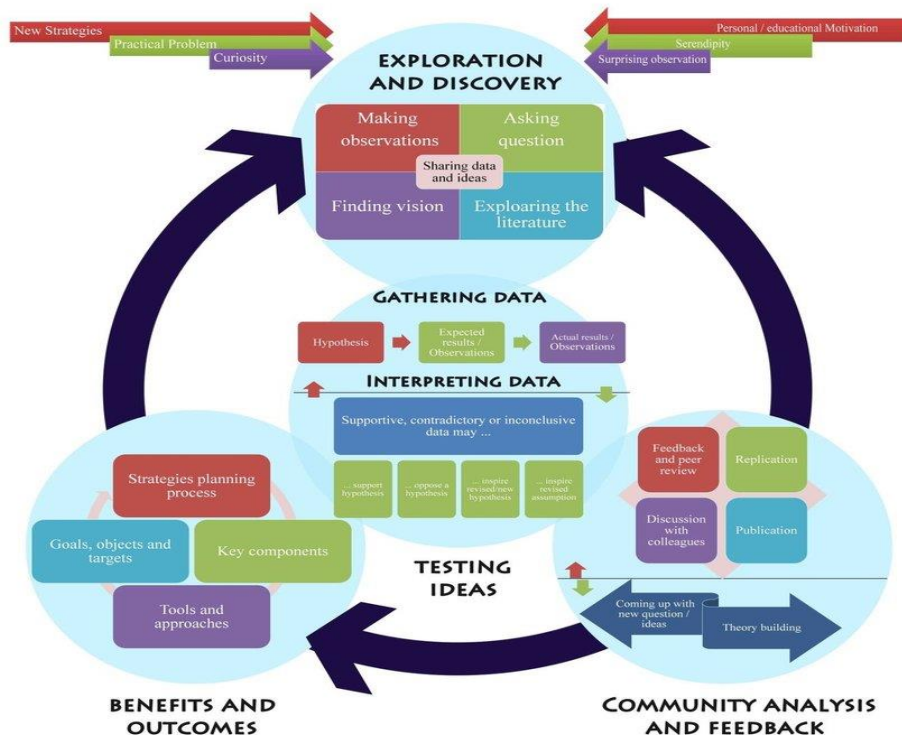 New Strategies
Practical Problem
Curiosity
Personal / educational Motivation
Serendipity
Surprising observation
EXPLORATION
AND DISCOVERY
Making
observations
Asking
question
Sharing data
and ideas
Finding vision
Exploaring the
literature
GATHERING DATA
Hypothesis
Expected
results /
Observations
Actual results /
Observations
INTERPRETING DATA
Supportive, contradictory or inconclusive
data may ...
... support
hypothesis
... oppose a
hypothesis
... inspire
revised/new
hypothesis
... inspire
revised
assumption
TESTING
IDEAS
Strategies planning
process
Goals, objects and
targets
Key components
Tools and
approaches
BENEFITS AND
OUTCOMES
Feedback
and peer
review
Replication
Discussion
with
colleagues
Publication
Coming up with
new question /
ideas
Theory building
COMMUNITY ANALYSIS
AND FEEDBACK